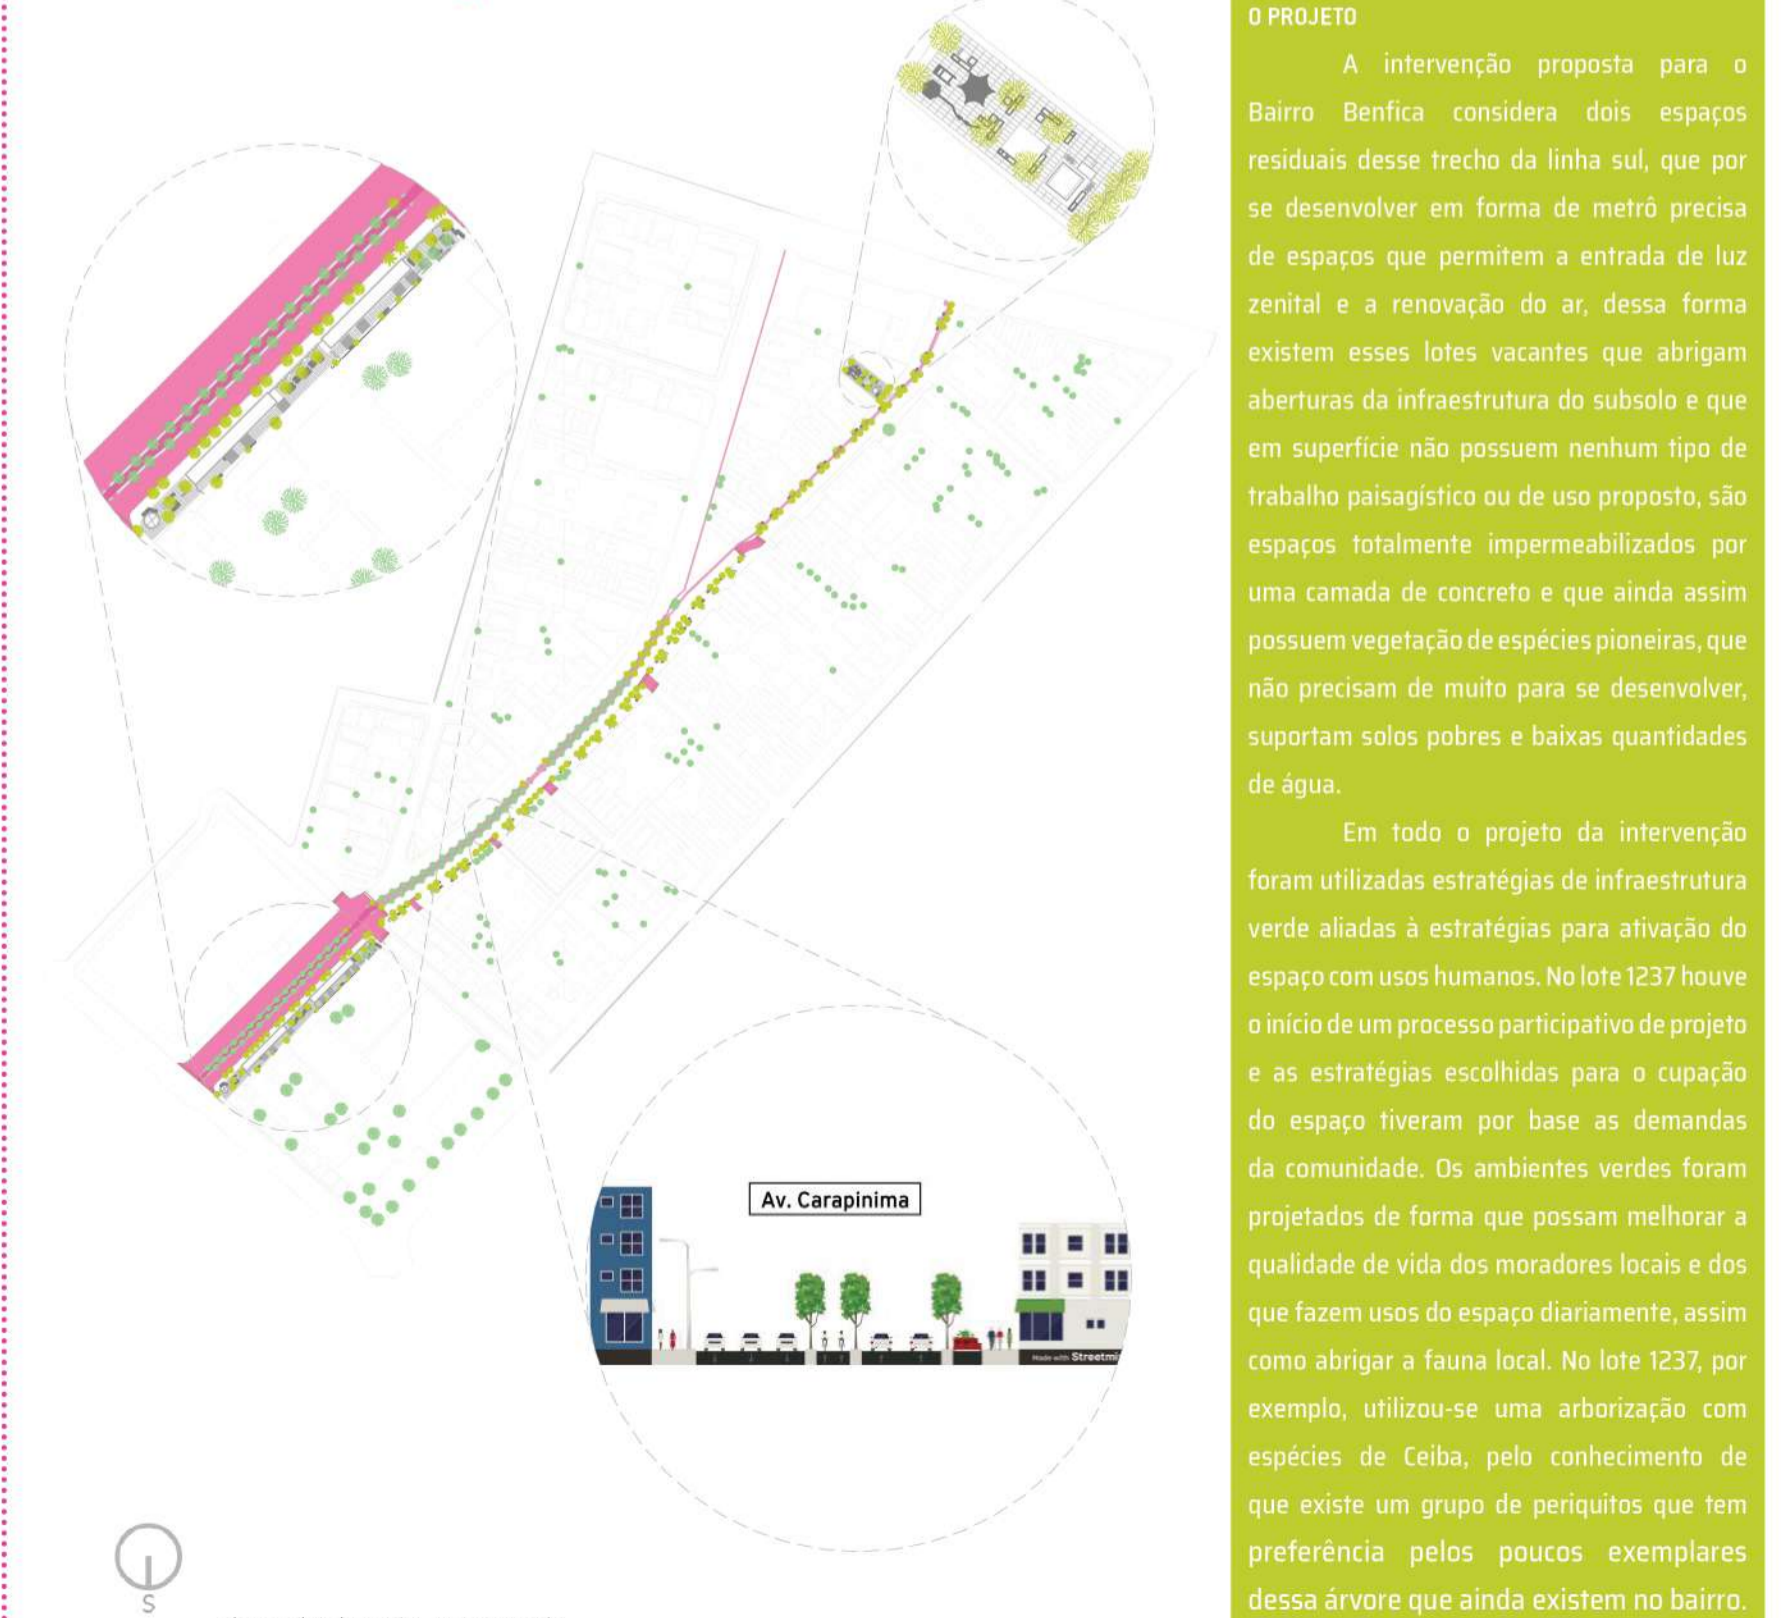 O PROJETO
A intervenção proposta para o
Bairro Benfica considera dois espaços
residuais desse trecho da linha sul, que por
se desenvolver em forma de metrô precisa
de espaços que permitem a entrada de luz
zenital e a renovação do ar, dessa forma
existem esses lotes vacantes que abrigam
aberturas da infraestrutura do subsolo e que
em superfície não possuem nenhum tipo de
trabalho paisagístico ou de uso proposto, são
espaços totalmente impermeabilizados por
uma camada de concreto e que ainda assim
possuem vegetação de espécies pioneiras, que
não precisam de muito para se desenvolver,
suportam solos pobres e baixas quantidades
de água.
Em todo o projeto da intervenção
foram utilizadas estratégias de infraestrutura
verde aliadas à estratégias para ativação do
espaço com usos humanos. No lote 1237 houve
o início de um processo participativo de projeto
e as estratégias escolhidas para o cupação
do espaço tiveram por base as demandas
da comunidade. Os ambientes verdes foram
projetados de forma que possam melhorar a
qualidade de vida dos moradores locais e dos
que fazem usos do espaço diariamente, assim
como abrigar a fauna local. No lote 1237, por
exemplo, utilizou-se uma arborização com
espécies de Ceiba, pelo conhecimento de
que existe um grupo de periquitos que tem
preferência pelos poucos exemplares
dessa árvore que ainda existem no bairro.
Av. Carapinima
Made with Streetmi
S